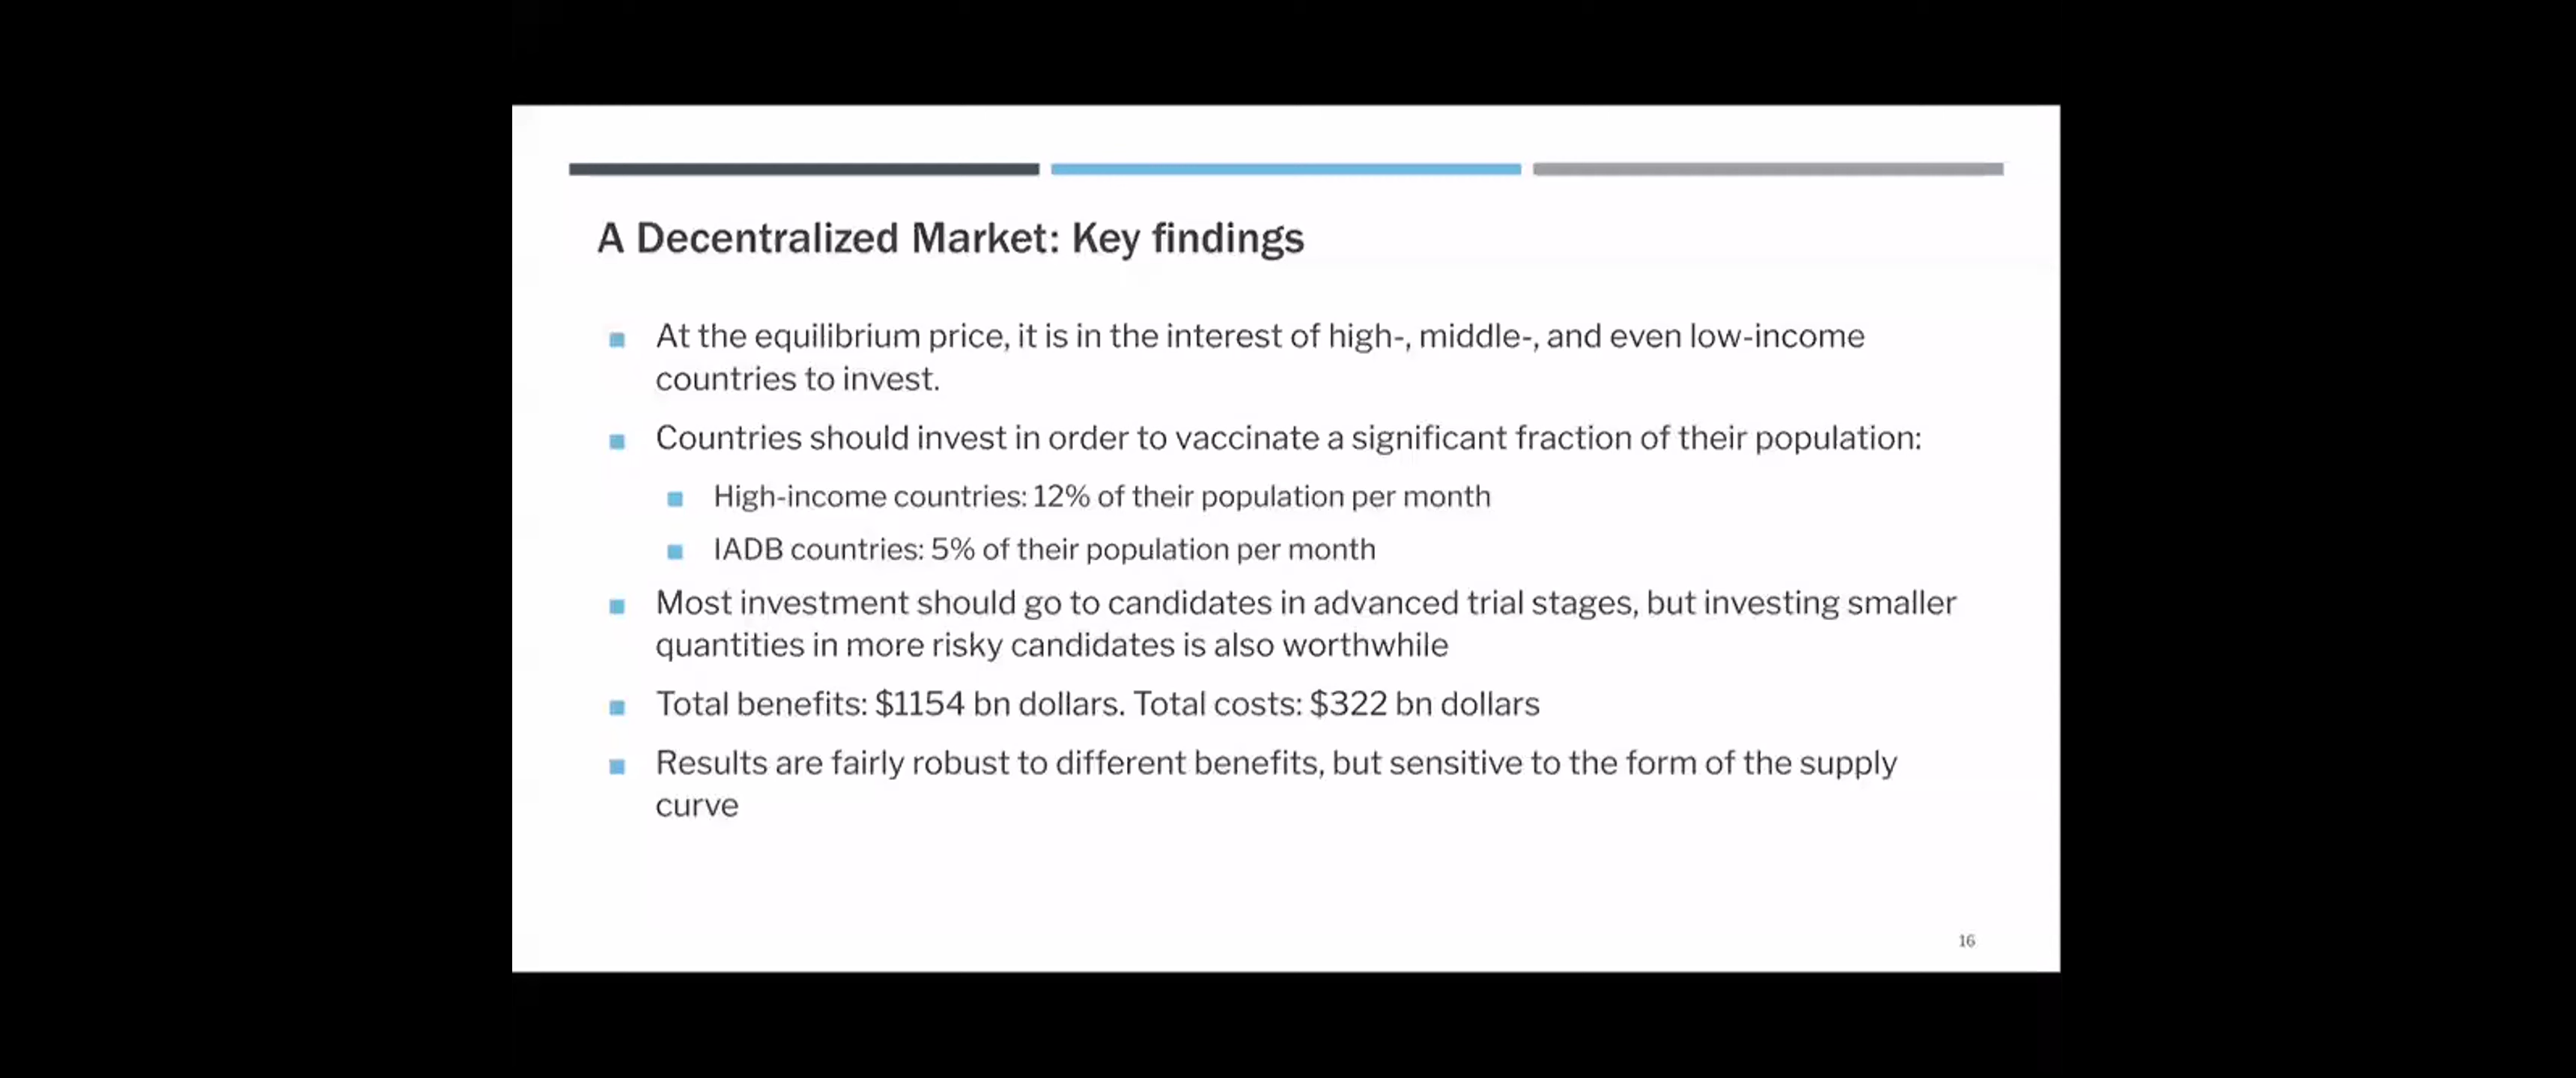 A Decentralized Market: Key findings
At the equilibrium price, it is in the interest of high-, middle-, and even low-income
countries to invest.
Countries should invest in order to vaccinate a significant fraction of their population:
High-income countries: 12% of their population per month
IADB countries: 5% of their population per month
Most investment should go to candidates in advanced trial stages, but investing smaller
quantities in more risky candidates is also worthwhile
Total benefits: $1154 bn dollars. Total costs: $322 bn dollars
Results are fairly robust to different benefits, but sensitive to the form of the supply
curve
16